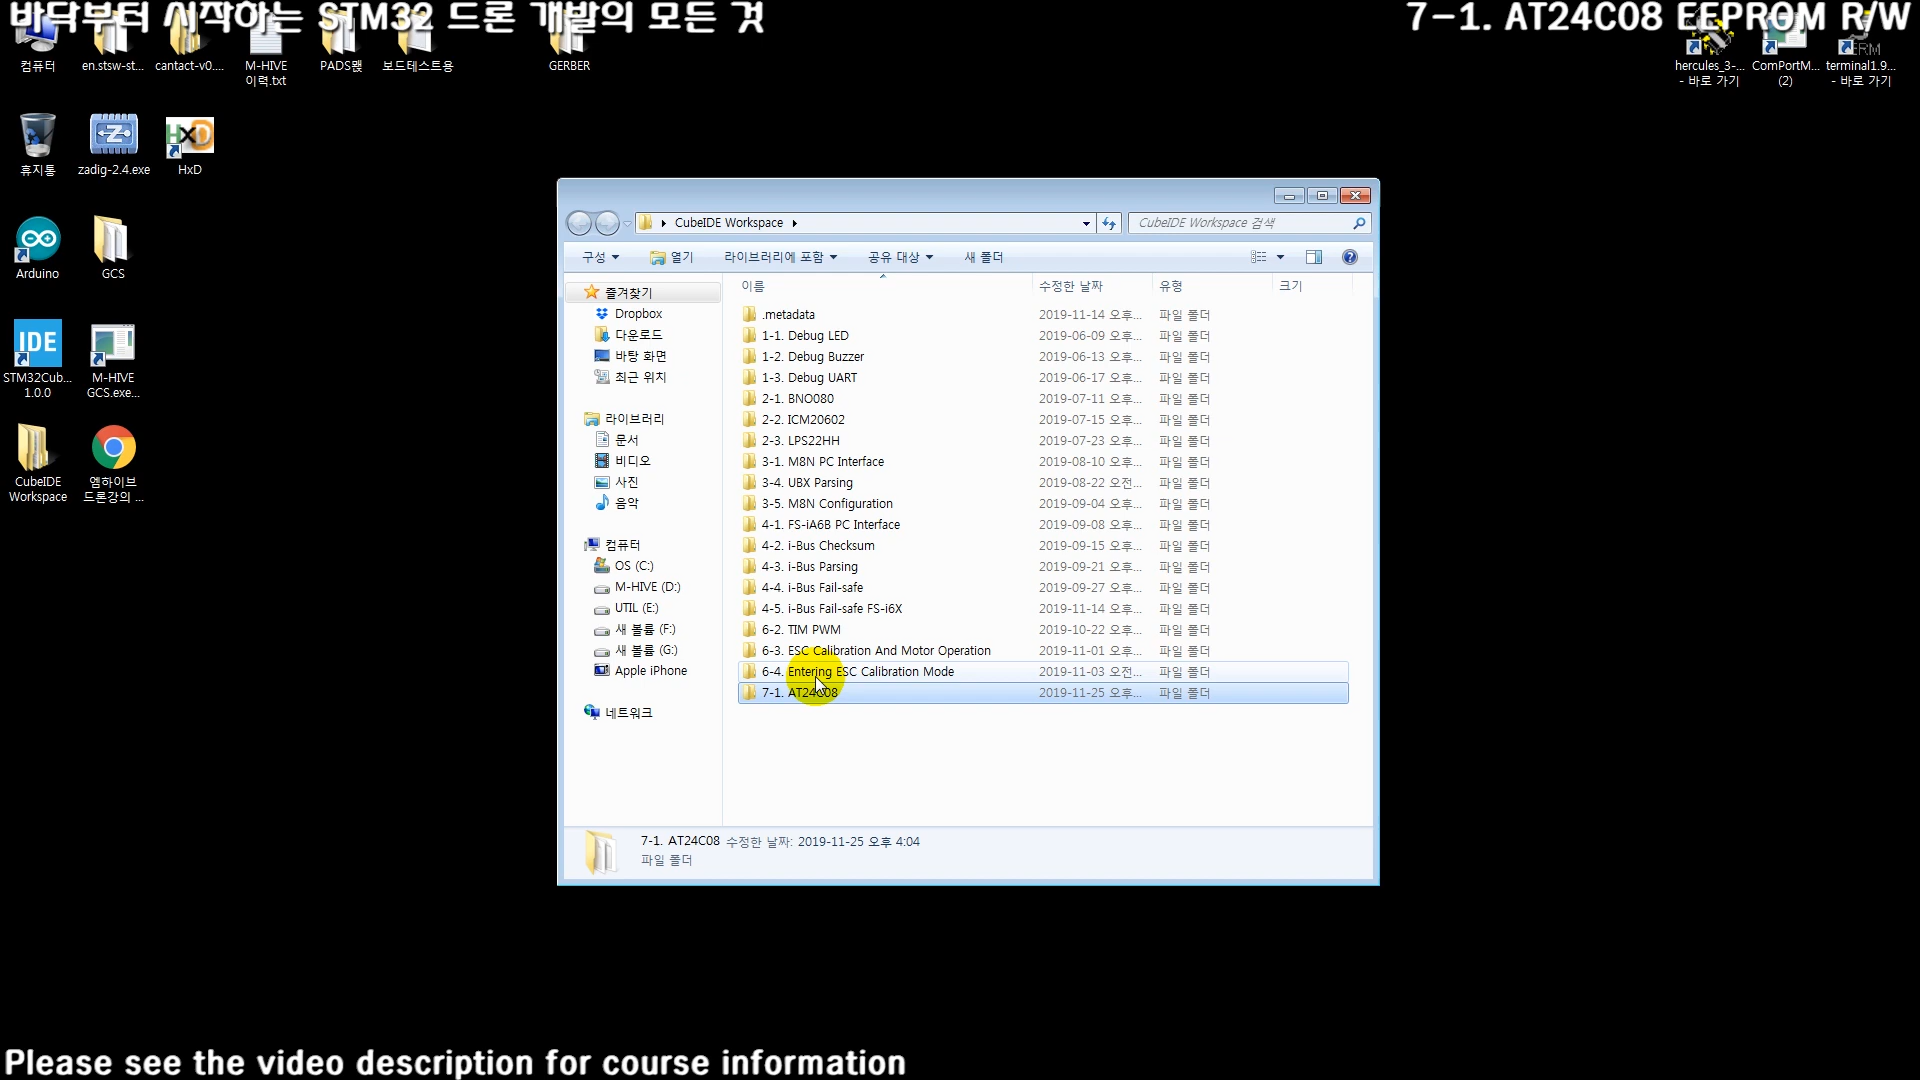 바닥부터 시작하는 STM32 드론 개발의 모든 것
7-1. AT24C08 EEPROM R/W
컴퓨터
en.stsw-st...
cantact-v0....
M-HIVE
이력.txt
보드테스트용
GERBER
hercules_3-...
- 바로 가기
ComPortM...
(2)
terminal1.9...
- 바로 가기
휴지통
zadig-2.4.exe
HxD
Arduino
GCS
IDE
STM32Cub...
1.0.0
M-HIVE
GCS.exe...
CubeIDE
Workspace
엠하이브
드론강의 ...
CubeIDE Workspace
CubeIDE Workspace 검색
구성
열기
라이브러리에 포함
공유 대상
새 폴더
즐겨찾기
Dropbox
다운로드
바탕 화면
최근 위치
라이브러리
문서
비디오
사진
음악
컴퓨터
OS (C:)
M-HIVE (D:)
UTIL (E:)
새 볼륨 (F:)
새 볼륨 (G:)
Apple iPhone
네트워크
이름 수정한 날짜 유형 크기
.metadata 2019-11-14 오후... 파일 폴더
1-1. Debug LED 2019-06-09 오후... 파일 폴더
1-2. Debug Buzzer 2019-06-13 오후... 파일 폴더
1-3. Debug UART 2019-06-17 오후... 파일 폴더
2-1. BNO080 2019-07-11 오후... 파일 폴더
2-2. ICM20602 2019-07-15 오후... 파일 폴더
2-3. LPS22HH 2019-07-23 오후... 파일 폴더
3-1. M8N PC Interface 2019-08-10 오후... 파일 폴더
3-4. UBX Parsing 2019-08-22 오전... 파일 폴더
3-5. M8N Configuration 2019-09-04 오후... 파일 폴더
4-1. FS-iA6B PC Interface 2019-09-08 오후... 파일 폴더
4-2. i-Bus Checksum 2019-09-15 오후... 파일 폴더
4-3. i-Bus Parsing 2019-09-21 오후... 파일 폴더
4-4. i-Bus Fail-safe 2019-09-27 오후... 파일 폴더
4-5. i-Bus Fail-safe FS-i6X 2019-11-14 오후... 파일 폴더
6-2. TIM PWM 2019-10-22 오후... 파일 폴더
6-3. ESC Calibration And Motor Operation 2019-11-01 오후... 파일 폴더
6-4. Entering ESC Calibration Mode 2019-11-03 오전... 파일 폴더
7-1. AT24C08 2019-11-25 오후... 파일 폴더
7-1. AT24C08 수정한 날짜: 2019-11-25 오후 4:04
파일 폴더
Please see the video description for course information